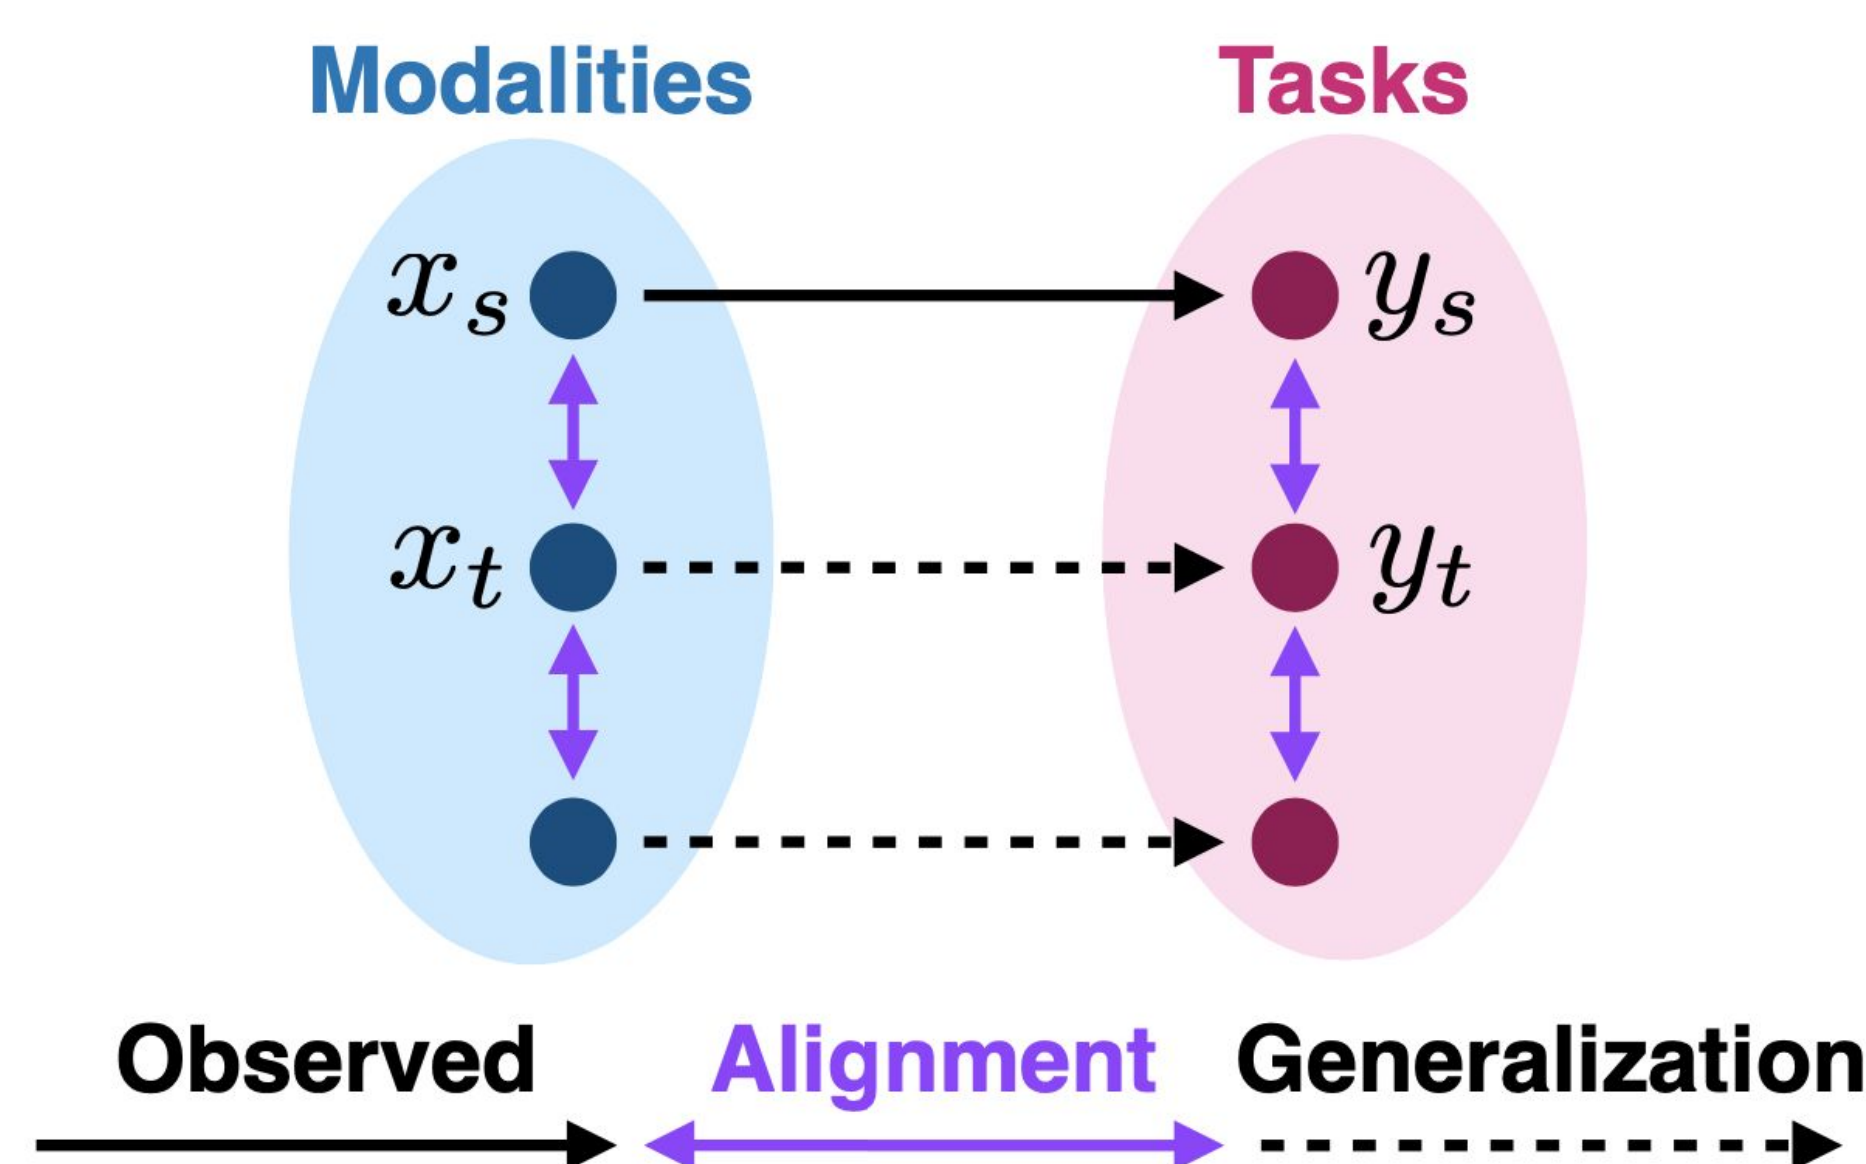 Modalities Tasks
x_s y_s
x_t y_t
Observed Alignment Generalization